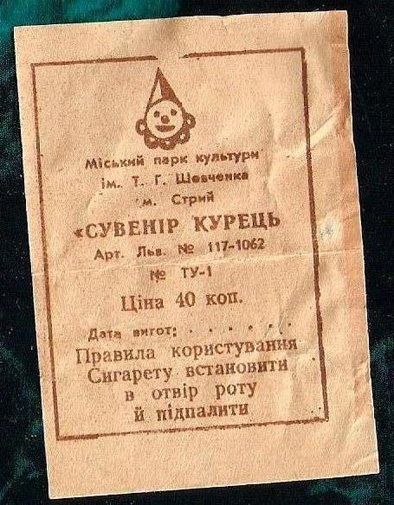 Міський парк культури
ім. Т. Г. Шевченка
м. Стрий
«СУВЕНІР КУРЕЦЬ
Арт. Льв. № 117-1062
№ ТУ-1
Ціна 40 коп.
Дата вигот: . . . . . .
Правила користування
Сигарету встановити
в отвір роту
й підпалити